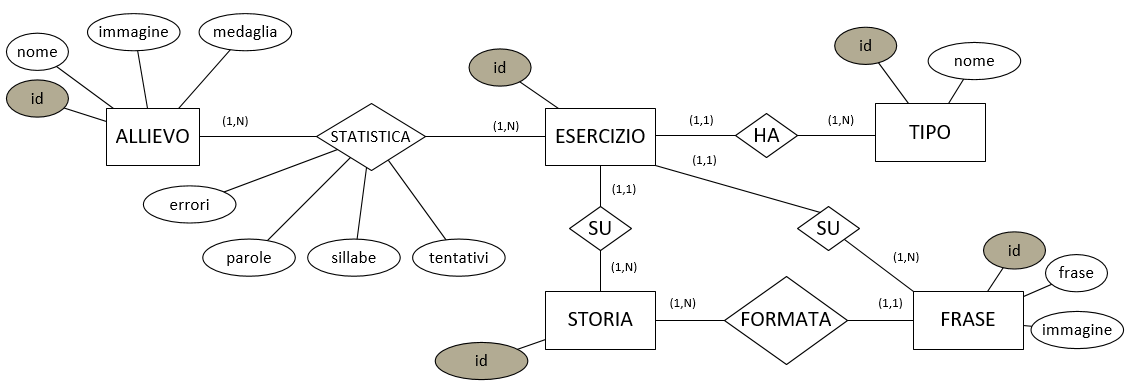 immagine
medaglia
nome
id
ALLIEVO
(1,N)
STATISTICA
(1,N)
errori
parole
sillabe
tentativi
id
ESERCIZIO
(1,1)
HA
(1,N)
TIPO
id
nome
(1,1)
(1,1)
SU
SU
(1,N)
(1,N)
STORIA
id
(1,N)
FORMATA
(1,1)
FRASE
id
frase
immagine